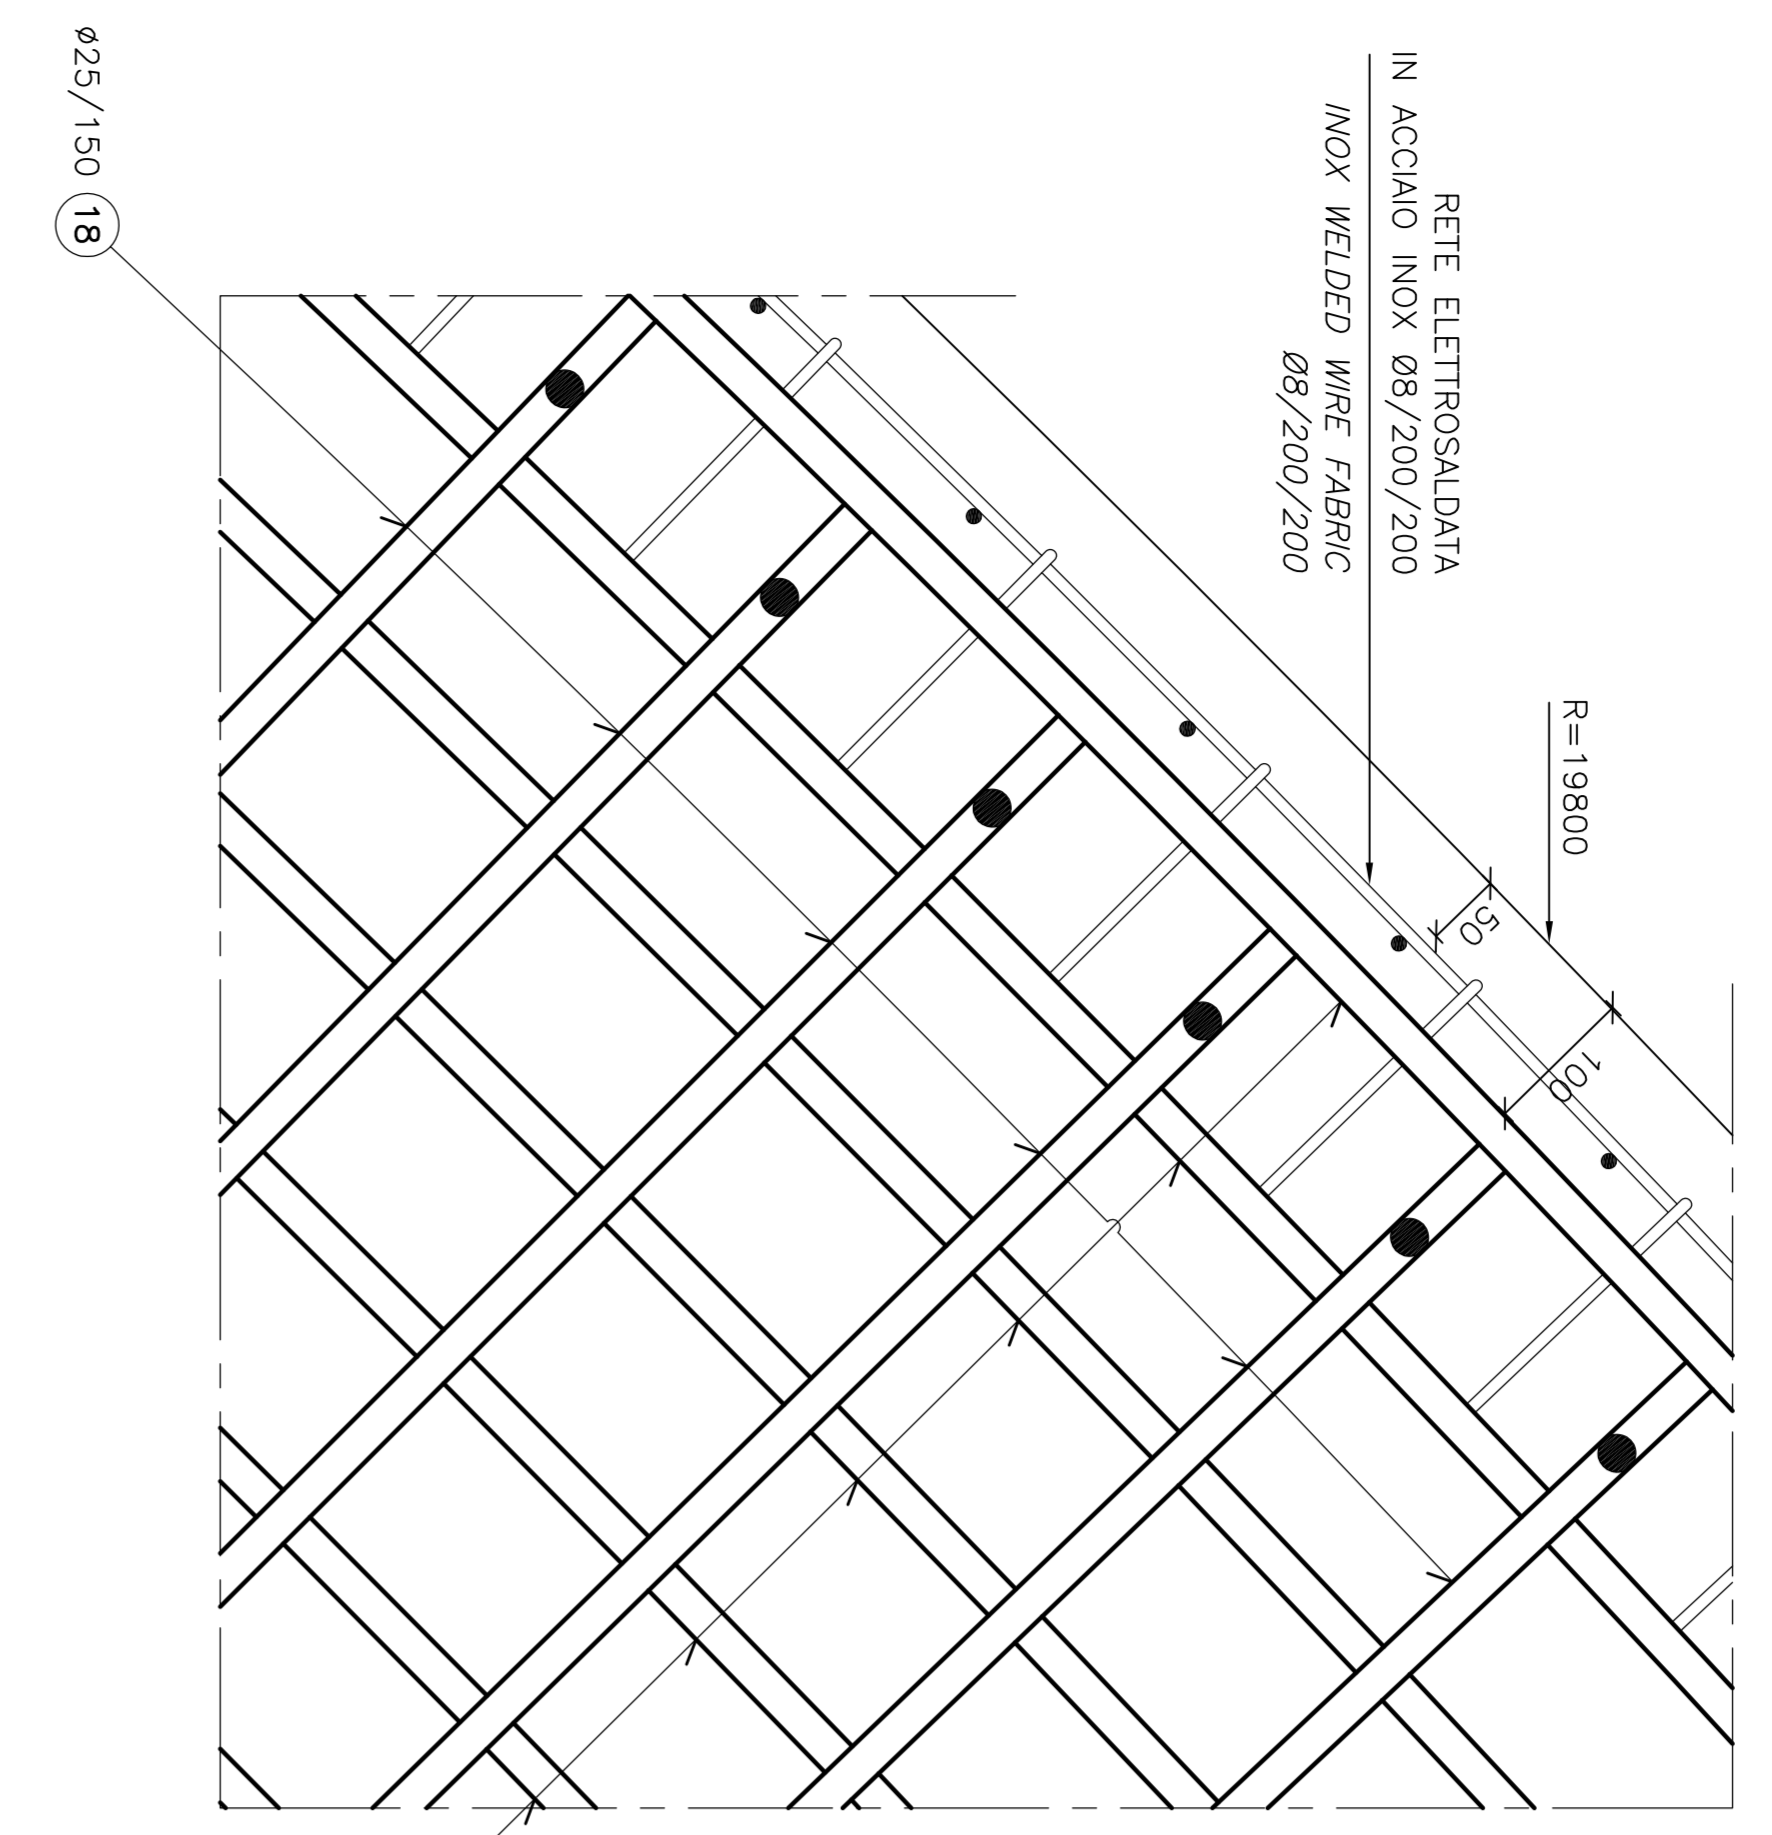 RETE ELETTROSALDATA
IN ACCIAIO INOX Ø8/200/200
INOX WELDED WIRE FABRIC
Ø8/200/200
R=19800
50
100
ø25/150 18